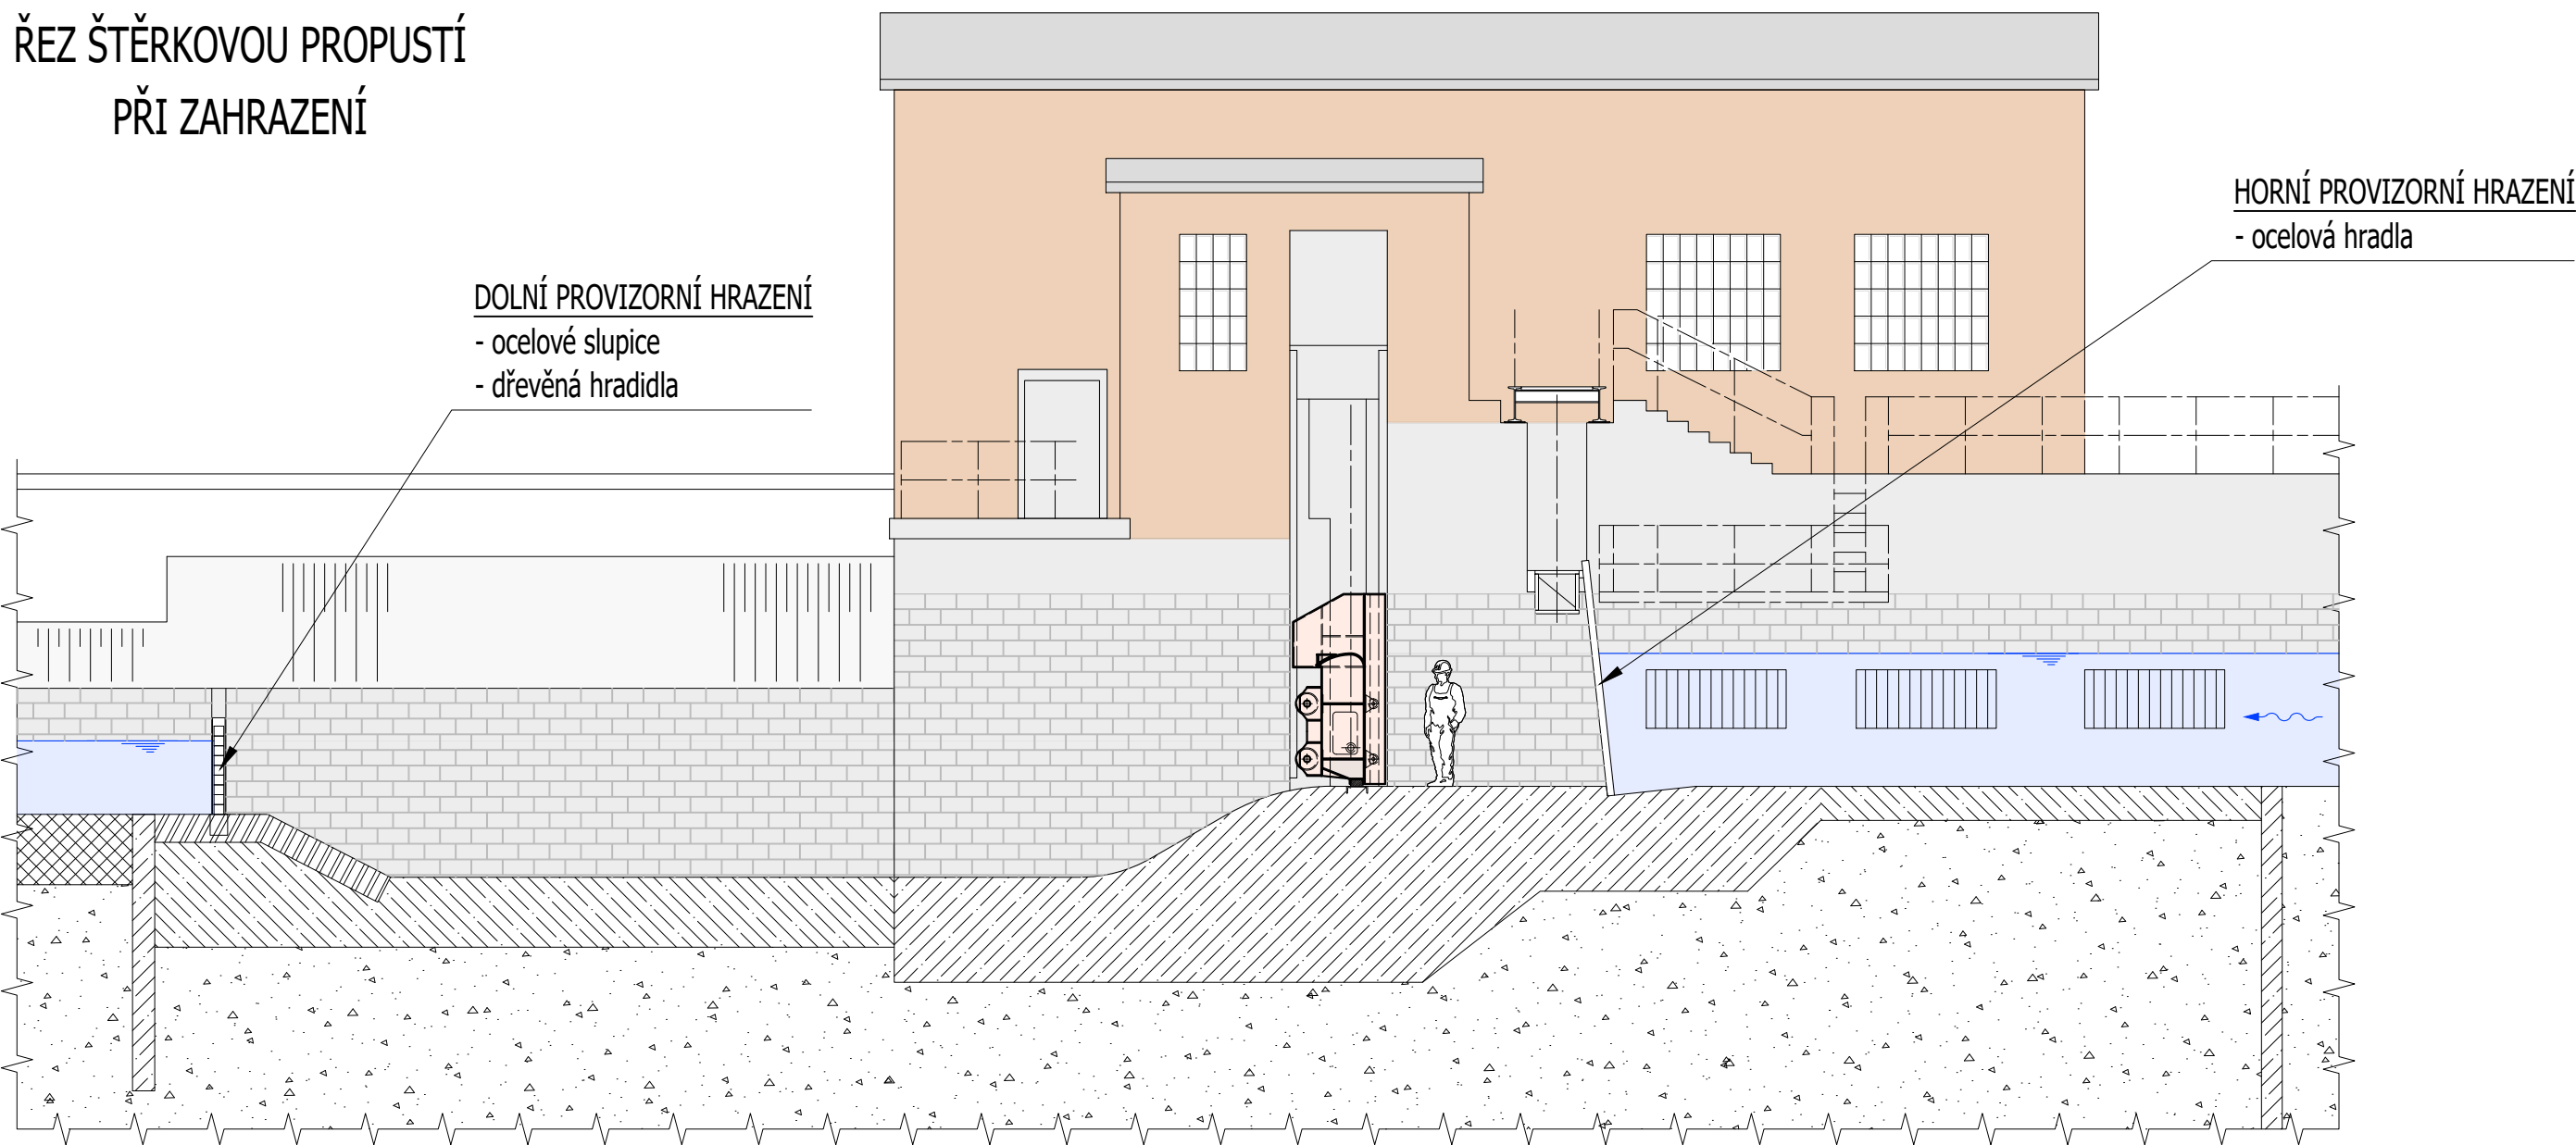 ŘEZ ŠTĚRKOVOU PROPUSTÍ
PŘI ZAHRAZENÍ
HORNÍ PROVIZORNÍ HRAZENÍ
- ocelová hradla
DOLNÍ PROVIZORNÍ HRAZENÍ
- ocelové slupice
- dřevěná hradidla